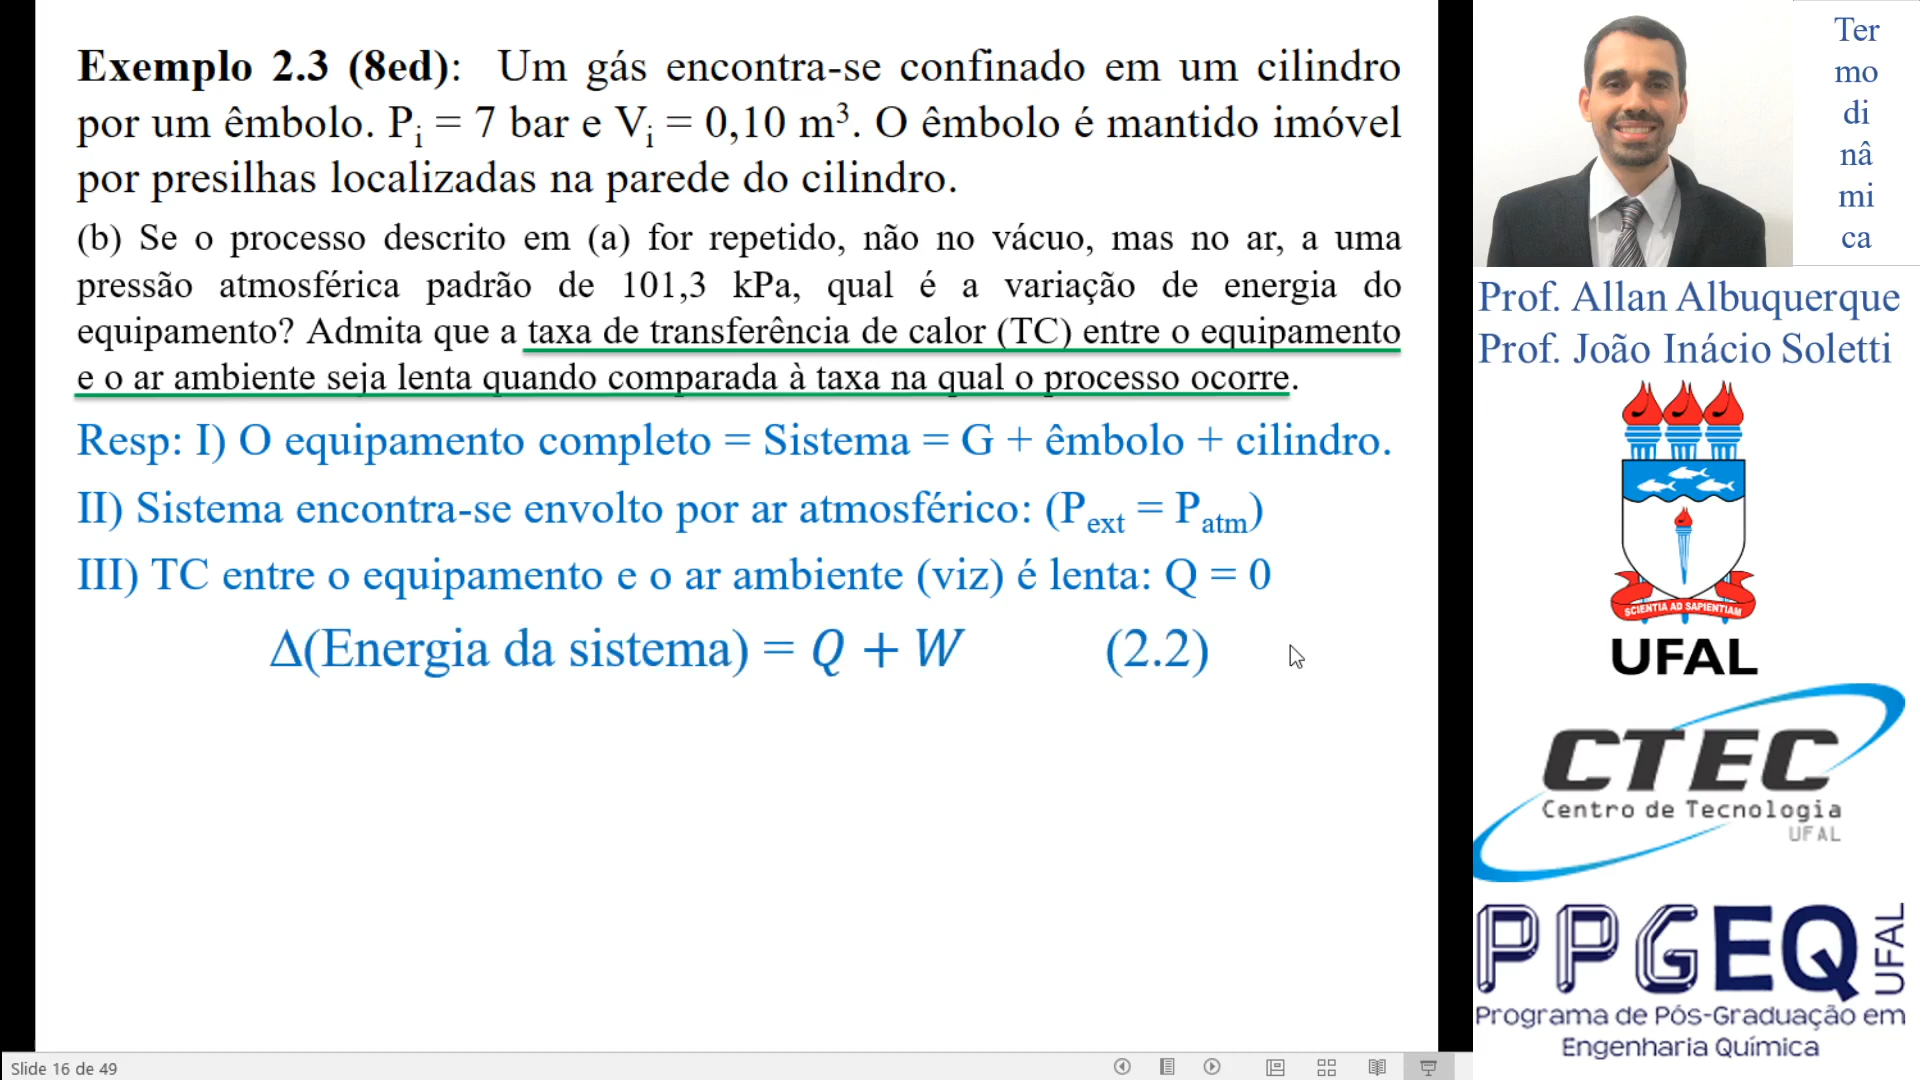 Exemplo 2.3 (8ed): Um gás encontra-se confinado em um cilindro
por um êmbolo. Pi = 7 bar e Vi = 0,10 m³. O êmbolo é mantido imóvel
por presilhas localizadas na parede do cilindro.
(b) Se o processo descrito em (a) for repetido, não no vácuo, mas no ar, a uma
pressão atmosférica padrão de 101,3 kPa, qual é a variação de energia do
equipamento? Admita que a taxa de transferência de calor (TC) entre o equipamento
e o ar ambiente seja lenta quando comparada à taxa na qual o processo ocorre.
Resp: I) O equipamento completo = Sistema = G + êmbolo + cilindro.
II) Sistema encontra-se envolto por ar atmosférico: (Pext = Patm)
III) TC entre o equipamento e o ar ambiente (viz) é lenta: Q = 0
Δ(Energia da sistema) = Q + W (2.2)
Slide 16 de 49
Ter
mo
di
nâ
mi
ca
Prof. Allan Albuquerque
Prof. João Inácio Soletti
SCIENTIA AD SAPIENTIAM
UFAL
CTEC
Centro de Tecnologia
UFAL
PPGEQ
UFAL
Programa de Pós-Graduação em
Engenharia Química